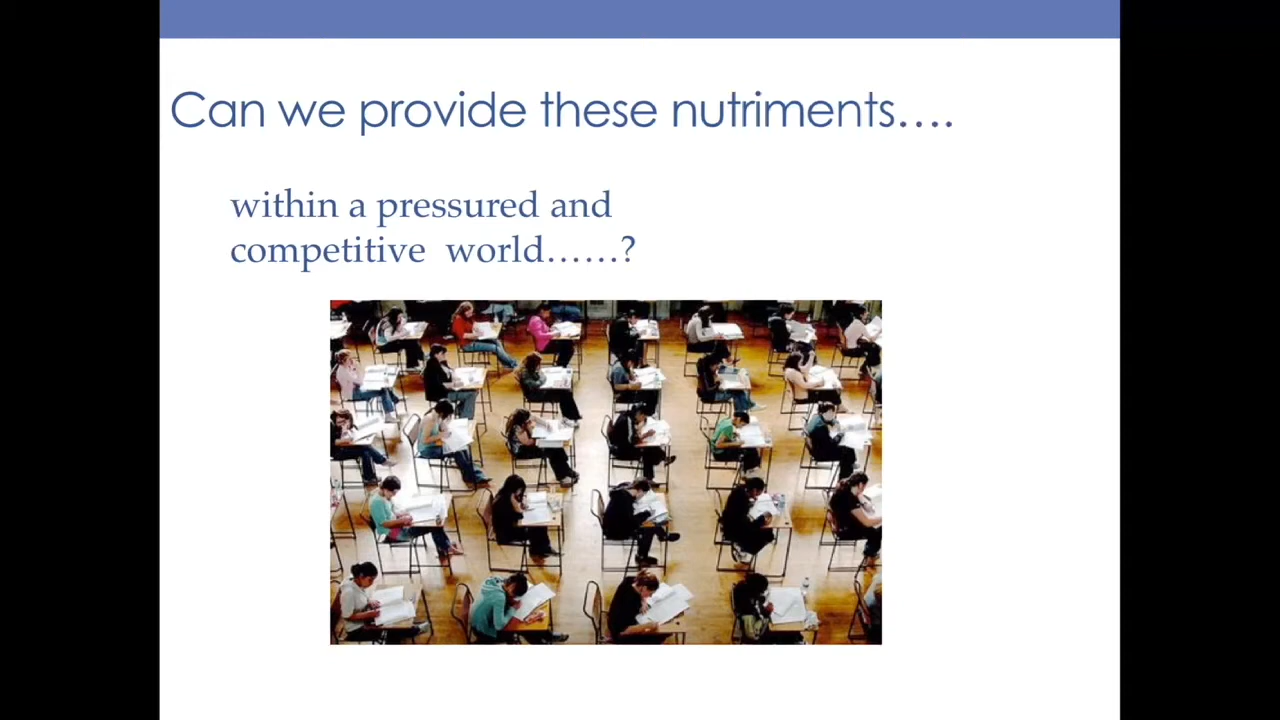 Can we provide these nutriments….
within a pressured and
competitive world……?